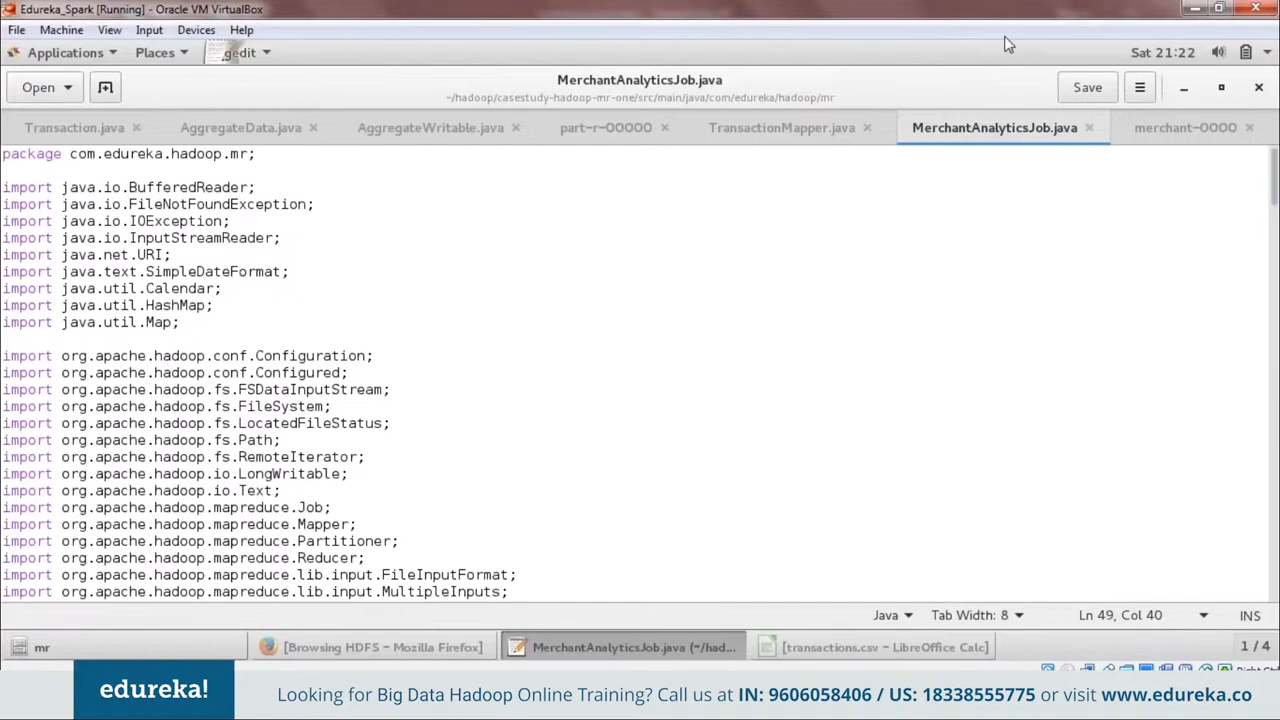 Edureka_Spark [Running] - Oracle VM VirtualBox
File Machine View Input Devices Help
Applications Places gedit Sat 21:22
Open MerchantAnalyticsJob.java Save
~/hadoop/casestudy-hadoop-mr-one/src/main/java/com/edureka/hadoop/mr
Transaction.java AggregateData.java AggregateWritable.java part-r-00000 TransactionMapper.java MerchantAnalyticsJob.java merchant-0000
package com.edureka.hadoop.mr;
import java.io.BufferedReader;
import java.io.FileNotFoundException;
import java.io.IOException;
import java.io.InputStreamReader;
import java.net.URI;
import java.text.SimpleDateFormat;
import java.util.Calendar;
import java.util.HashMap;
import java.util.Map;
import org.apache.hadoop.conf.Configuration;
import org.apache.hadoop.conf.Configured;
import org.apache.hadoop.fs.FSDataInputStream;
import org.apache.hadoop.fs.FileSystem;
import org.apache.hadoop.fs.LocatedFileStatus;
import org.apache.hadoop.fs.Path;
import org.apache.hadoop.fs.RemoteIterator;
import org.apache.hadoop.io.LongWritable;
import org.apache.hadoop.io.Text;
import org.apache.hadoop.mapreduce.Job;
import org.apache.hadoop.mapreduce.Mapper;
import org.apache.hadoop.mapreduce.Partitioner;
import org.apache.hadoop.mapreduce.Reducer;
import org.apache.hadoop.mapreduce.lib.input.FileInputFormat;
import org.apache.hadoop.mapreduce.lib.input.MultipleInputs;
Java Tab Width: 8 Ln 49, Col 40 INS
mr [Browsing HDFS - Mozilla Firefox] MerchantAnalyticsJob.java (~/had... [transactions.csv - LibreOffice Calc] 1 / 4
edureka! Looking for Big Data Hadoop Online Training? Call us at IN: 9606058406 / US: 18338555775 or visit www.edureka.co